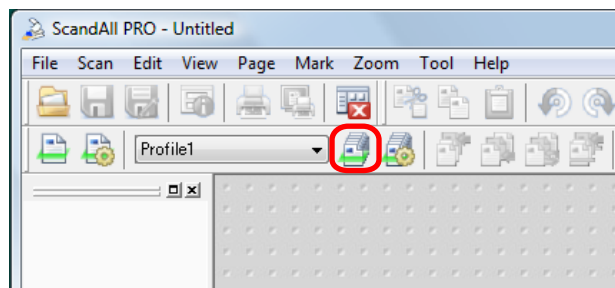 ScandAll PRO - Untitled
File Scan Edit View Page Mark Zoom Tool Help
Profile1